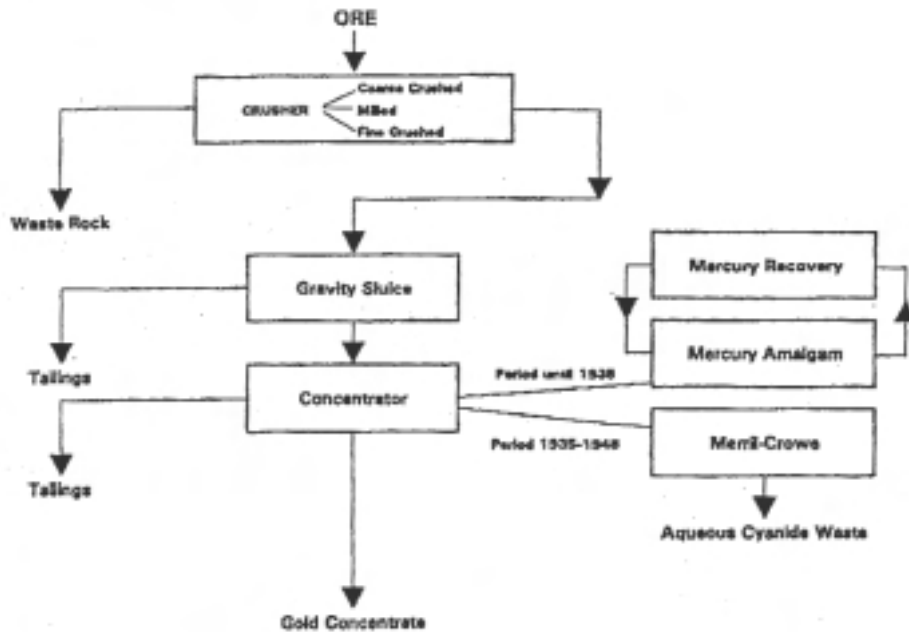 ORE
CRUSHER
Coarse Crushed
Milled
Fine Crushed
Waste Rock
Gravity Sluice
Mercury Recovery
Tailings
Mercury Amalgam
Concentrator
Period until
Period
Merril-Crowe
Tailings
Aqueous Cyanide Waste
Gold Concentrate